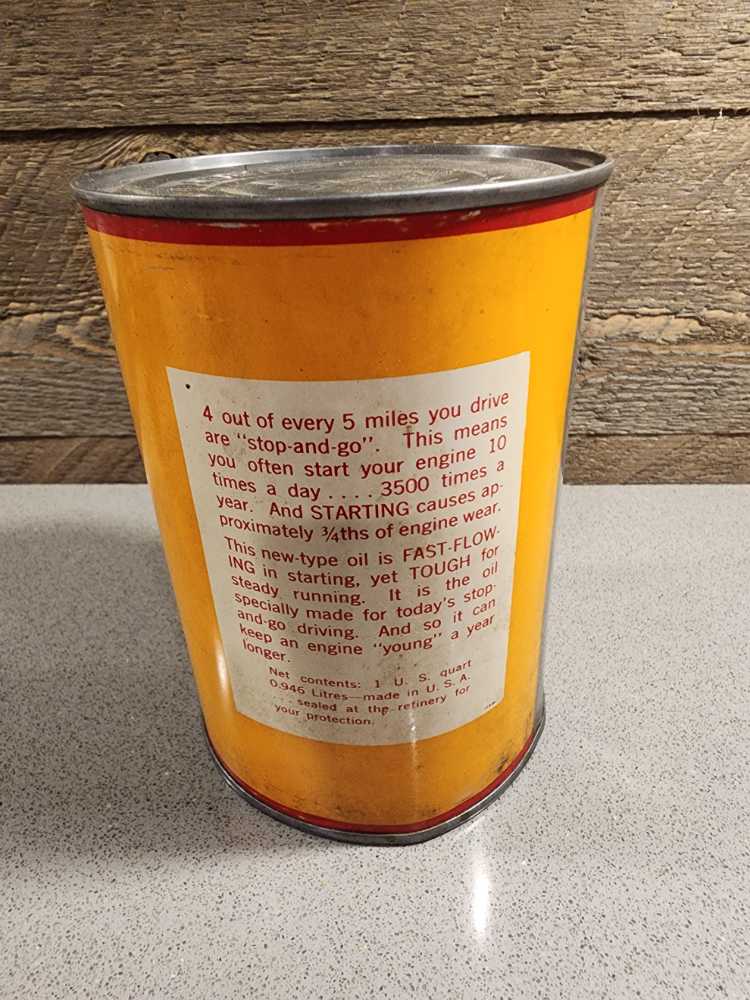 4 out of every 5 miles you drive
are "stop-and-go". This means
you often start your engine 10
times a day . . . . 3500 times a
year. And STARTING causes ap-
proximately ¾ths of engine wear.
This new-type oil is FAST-FLOW-
ING in starting, yet TOUGH for
steady running. It is the oil
specially made for today's stop-
and-go driving. And so it can
keep an engine "young" a year
longer.
Net contents: 1 U. S. quart
0.946 Litres—made in U. S. A.
. . . sealed at the refinery for
your protection.